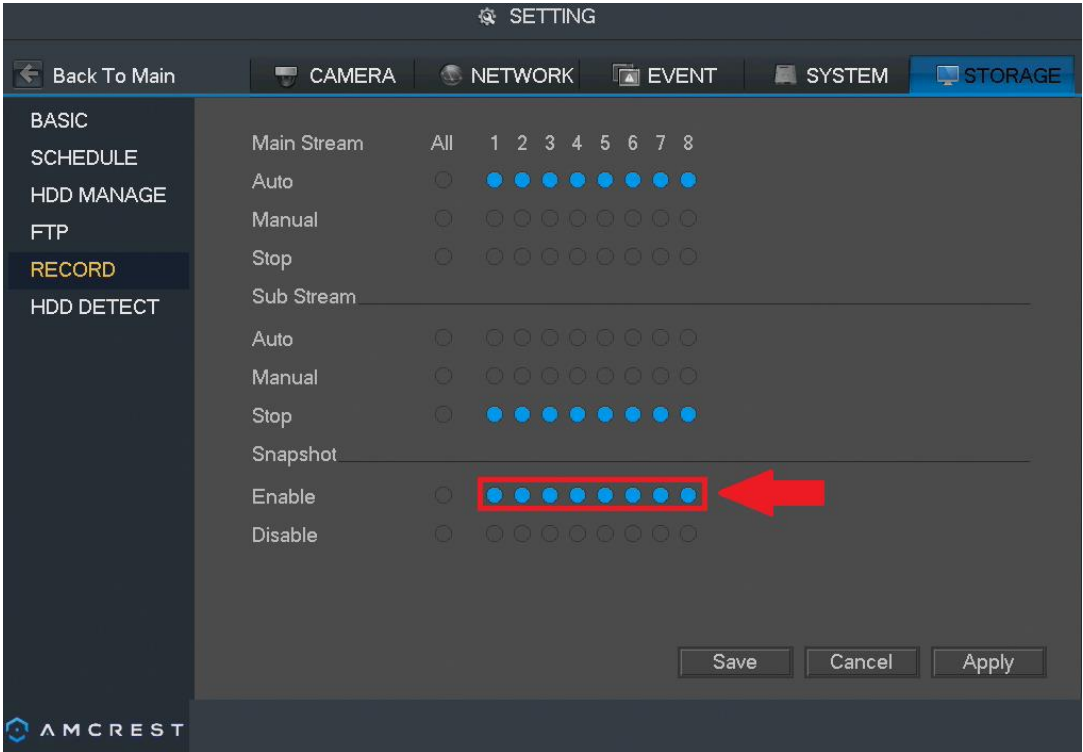 SETTING
Back To Main CAMERA NETWORK EVENT SYSTEM STORAGE
BASIC
SCHEDULE
HDD MANAGE
FTP
RECORD
HDD DETECT
Main Stream All 1 2 3 4 5 6 7 8
Auto
Manual
Stop
Sub Stream
Auto
Manual
Stop
Snapshot
Enable
Disable
Save Cancel Apply
AMCREST